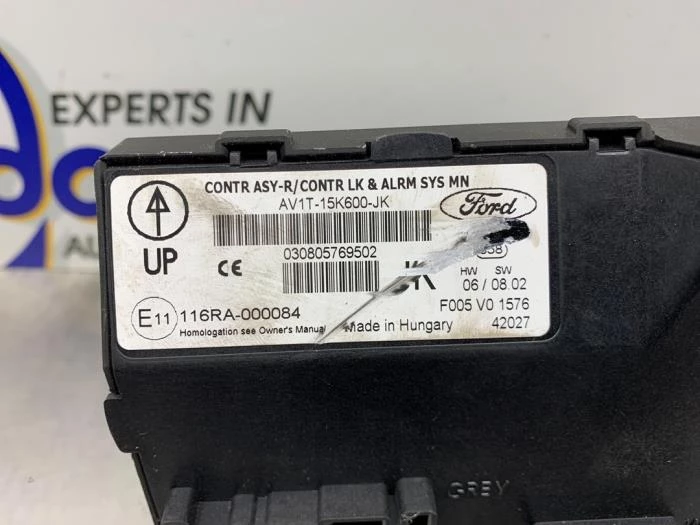 EXPERTS IN
CONTR ASY-R/CONTR LK & ALRM SYS MN
AV1T-15K600-JK
Ford
030805769502
UP
CE
JK
HW SW
06 / 08.02
E11 116RA-000084
F005 V0 1576
Homologation see Owner's Manual
Made in Hungary
42027
GREY